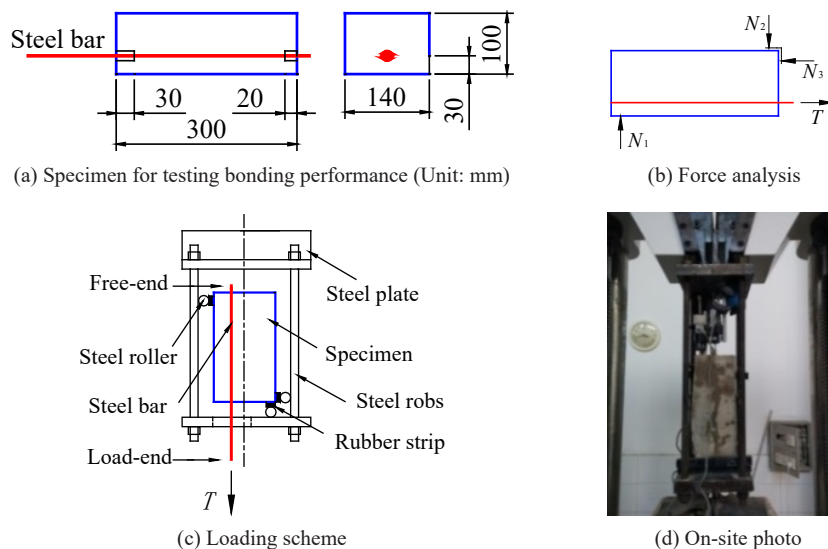 Steel bar
30
20
300
140
30
100
(a) Specimen for testing bonding performance (Unit: mm)
N2
N3
T
N1
(b) Force analysis
Free-end
Steel plate
Steel roller
Specimen
Steel bar
Steel robs
Rubber strip
Load-end
T
(c) Loading scheme
(d) On-site photo